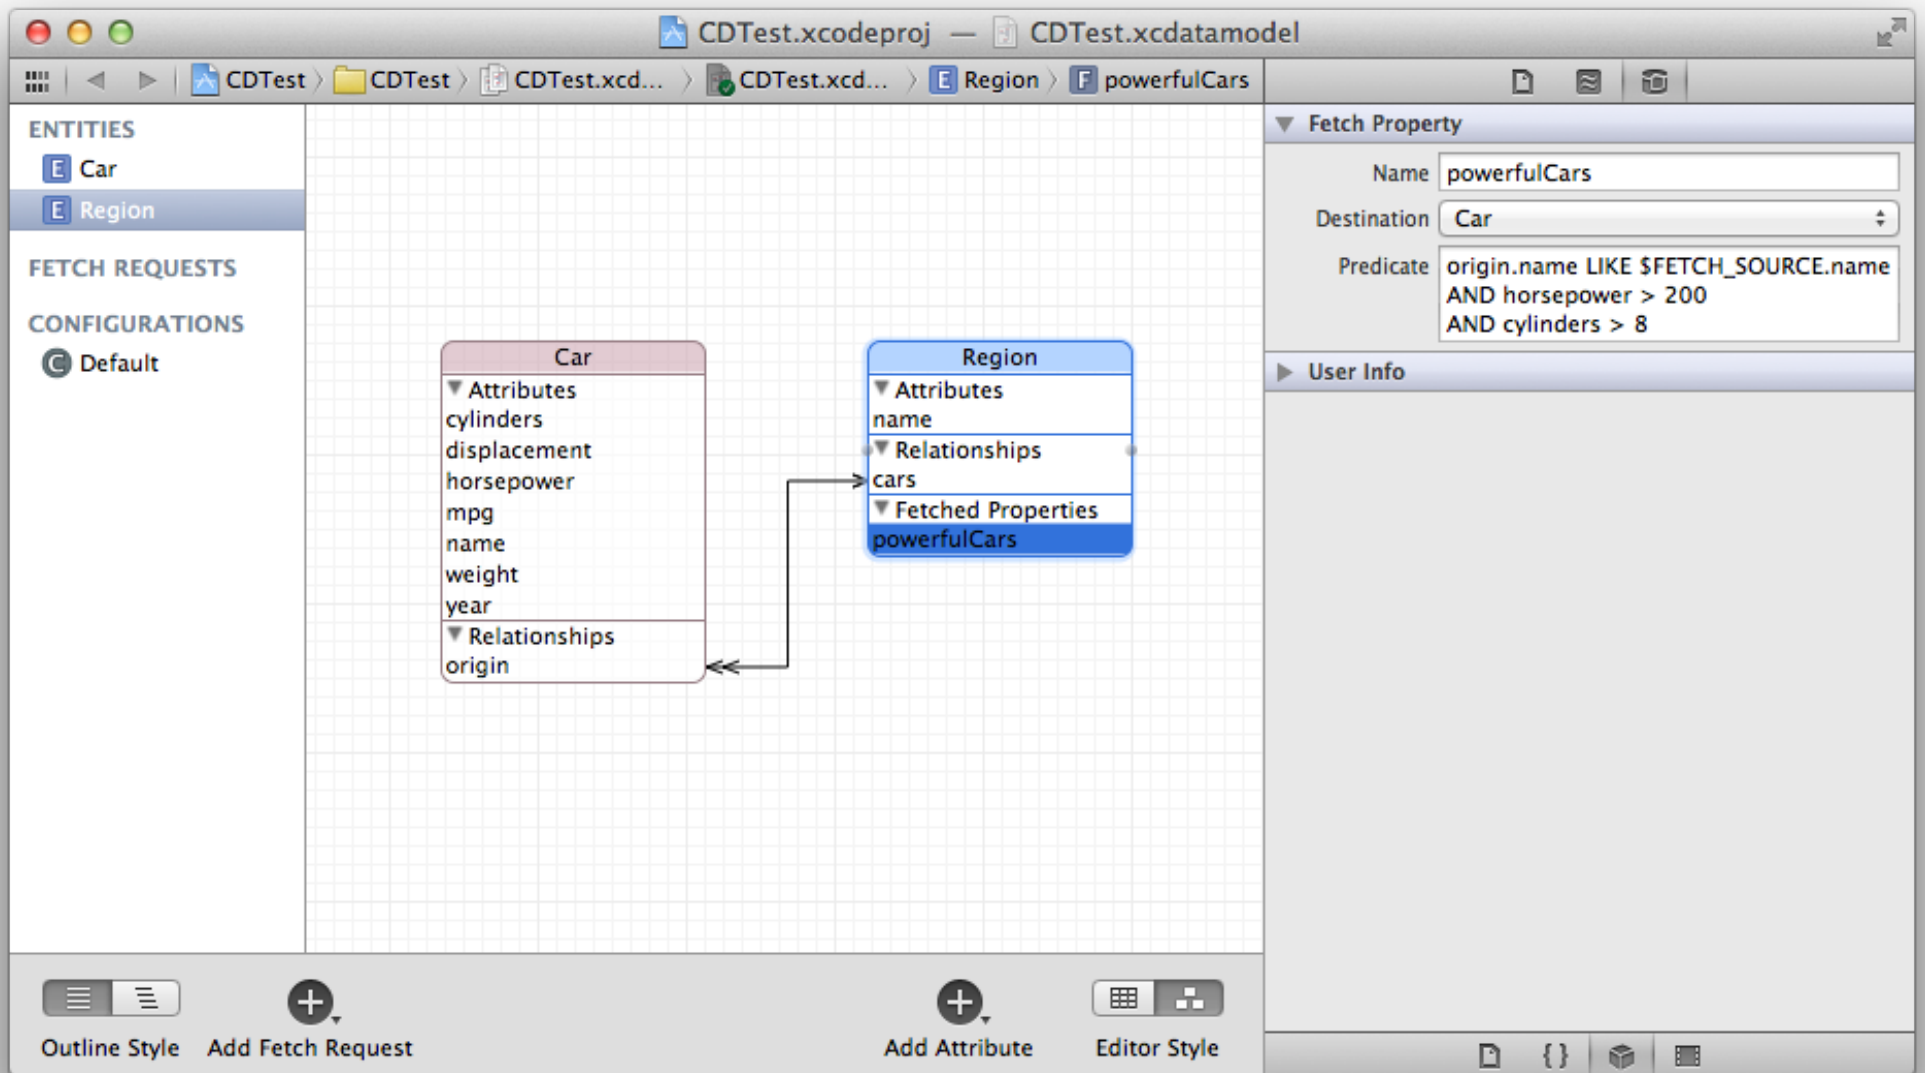 CDTest.xcodeproj — CDTest.xcdatamodel
CDTest CDTest CDTest.xcd... CDTest.xcd... E Region F powerfulCars
ENTITIES
E Car
E Region
FETCH REQUESTS
CONFIGURATIONS
C Default
Car
Attributes
cylinders
displacement
horsepower
mpg
name
weight
year
Relationships
origin
Region
Attributes
name
Relationships
cars
Fetched Properties
powerfulCars
Fetch Property
Name powerfulCars
Destination Car
Predicate origin.name LIKE $FETCH_SOURCE.name
AND horsepower > 200
AND cylinders > 8
User Info
Outline Style Add Fetch Request Add Attribute Editor Style
{ }